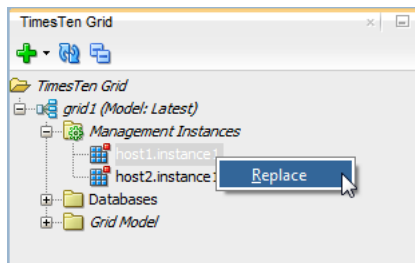 TimesTen Grid
TimesTen Grid
grid1 (Model: Latest)
Management Instances
host1.instance1
host2.instance1
Replace
Databases
Grid Model